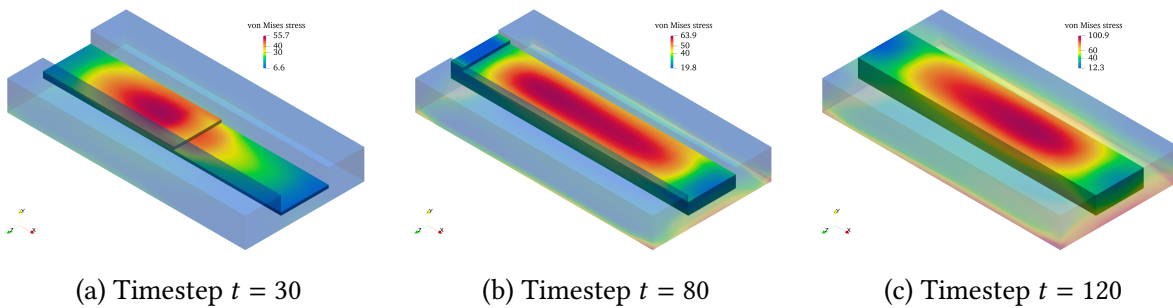 von Mises stress
55.7
40
30
6.6
Y
Z
X
von Mises stress
63.9
50
40
19.8
Y
Z
X
von Mises stress
100.9
60
40
12.3
Y
Z
X
(a) Timestep t = 30
(b) Timestep t = 80
(c) Timestep t = 120